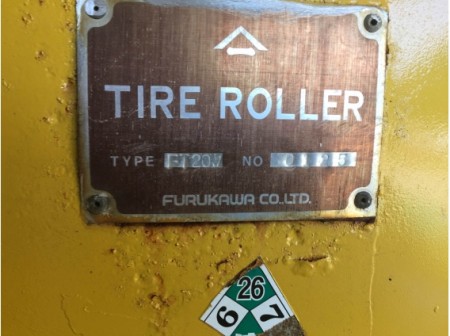 TIRE ROLLER
TYPE NO
FURUKAWA CO.,LTD.
26
6 7